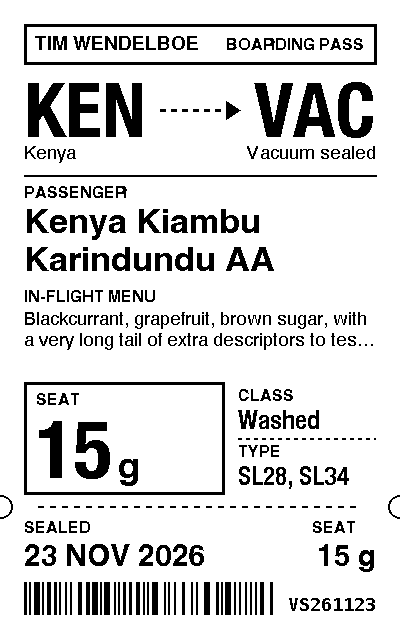 TIM WENDELBOE BOARDING PASS
KEN VAC
Kenya Vacuum sealed
PASSENGER
Kenya Kiambu
Karindundu AA
IN-FLIGHT MENU
Blackcurrant, grapefruit, brown sugar, with
a very long tail of extra descriptors to tes...
SEAT
15 g
CLASS
Washed
TYPE
SL28, SL34
SEALED SEAT
23 NOV 2026 15 g
VS261123